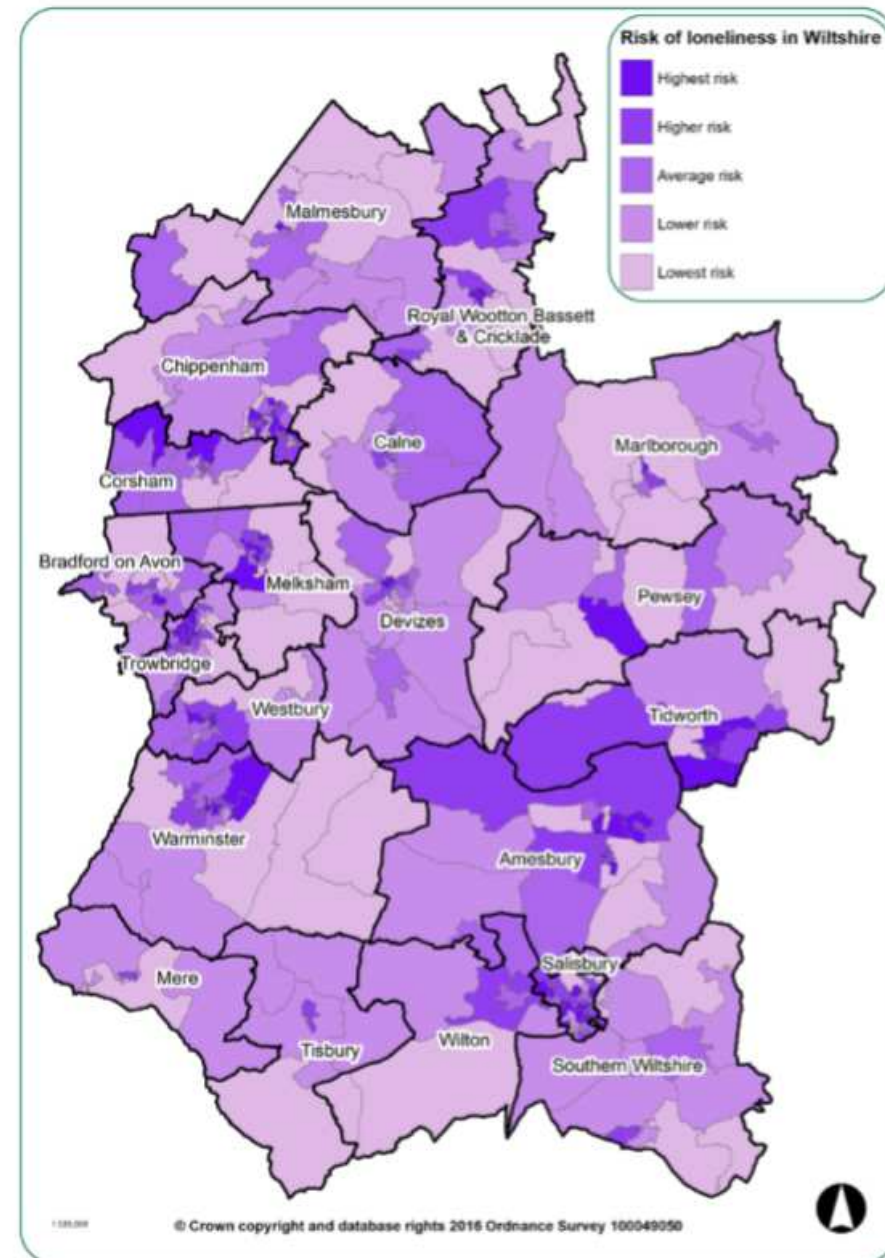 Risk of loneliness in Wiltshire
Highest risk
Higher risk
Average risk
Lower risk
Lowest risk
Malmesbury
Royal Wootton Bassett
& Cricklade
Chippenham
Calne
Marlborough
Corsham
Bradford on Avon
Melksham
Pewsey
Devizes
Trowbridge
Westbury
Tidworth
Warminster
Amesbury
Salisbury
Mere
Wilton
Tisbury
Southern Wiltshire
© Crown copyright and database rights 2016 Ordnance Survey 100049050